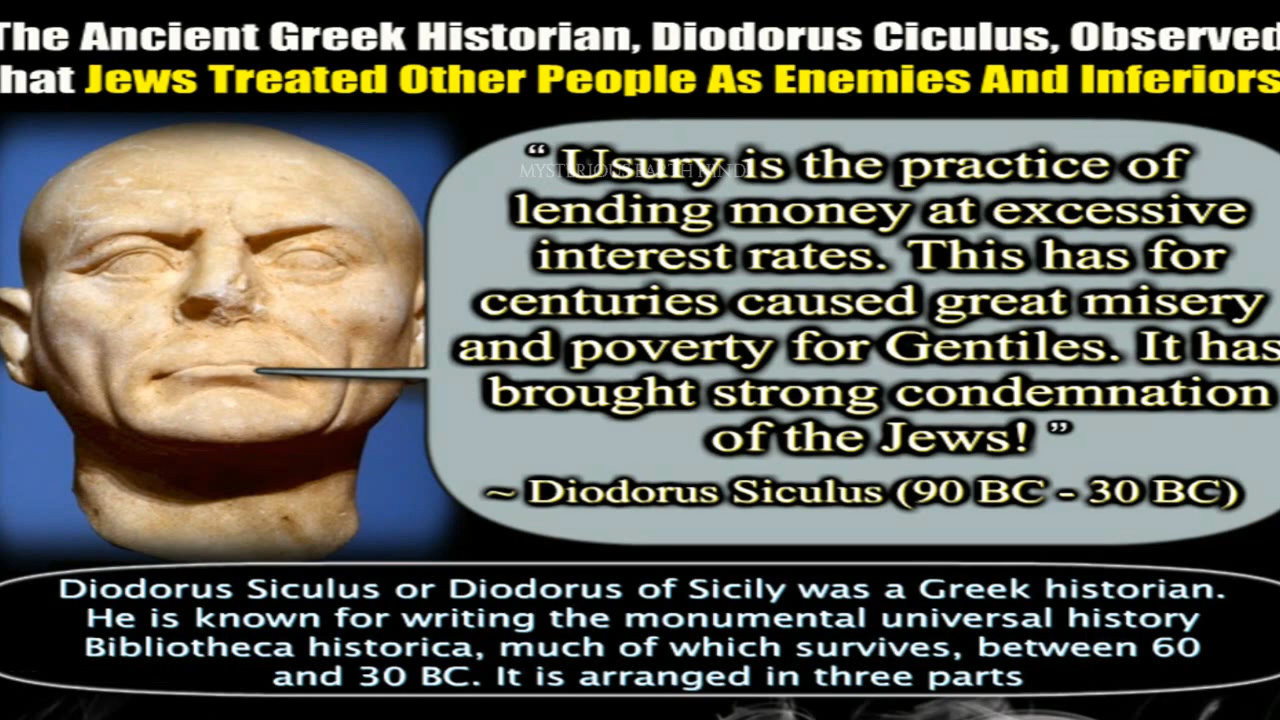 The Ancient Greek Historian, Diodorus Ciculus, Observed
hat Jews Treated Other People As Enemies And Inferiors
“ Usury is the practice of
MYSTERIOUS EARTH HIND
lending money at excessive
interest rates. This has for
centuries caused great misery
and poverty for Gentiles. It has
brought strong condemnation
of the Jews! ”
~ Diodorus Siculus (90 BC - 30 BC)
Diodorus Siculus or Diodorus of Sicily was a Greek historian.
He is known for writing the monumental universal history
Bibliotheca historica, much of which survives, between 60
and 30 BC. It is arranged in three parts